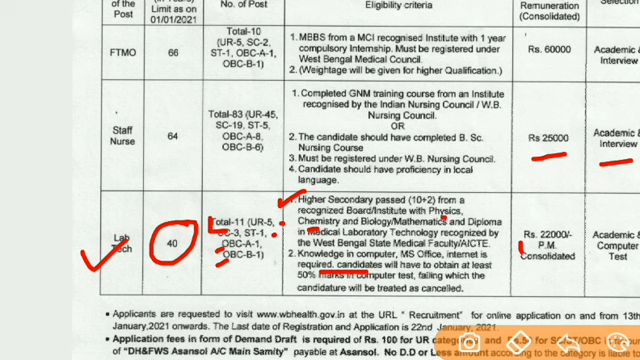 of the
Post
Limit as on
01/01/2021
No. of Post
Eligibility criteria
Remuneration
(Consolidated)
FTMO
66
Total-10
(UR-5, SC-2,
ST-1, OBC-A-1,
OBC-B-1)
1. MBBS from a MCI recognised Institute with 1 year
compulsory Internship. Must be registered under
West Bengal Medical Council.
2. (Weightage will be given for higher Qualification.)
Rs. 60000
Academic &
Interview
Staff
Nurse
64
Total-83 (UR-45,
SC-19, ST-5,
OBC-A-8,
OBC-B-6)
1. Completed GNM training course from an Institute
recognised by the Indian Nursing Council / W.B.
Nursing Council.
OR
2. The candidate should have completed B. Sc.
Nursing Course
3. Must be registered under W.B. Nursing Council.
4. Candidate should have proficiency in local
language.
Rs 25000
Academic &
Interview
Lab
Tech
40
Total-11 (UR-5,
SC-3, ST-1,
OBC-A-1,
OBC-B-1)
1. Higher Secondary passed (10+2) from a
recognized Board/Institute with Physics,
Chemistry and Biology/Mathematics and Diploma
in Medical Laboratory Technology recognized by
the West Bengal State Medical Faculty/AICTE.
2. Knowledge in computer, MS Office, internet is
required. candidates will have to obtain at least
50% marks in computer test, failing which the
candidature will be treated as cancelled.
Rs. 22000/-
P.M.
Consolidated
Academic &
Computer
Test
• Applicants are requested to visit www.wbhealth.gov.in at the URL " Recruitment" for online application on and from 13th
January,2021 onwards. The Last date of Registration and Application is 22nd January, 2021.
• Application fees in form of Demand Draft is required of Rs. 100 for UR categories and
of "DH&FWS Asansol A/C Main Samity" payable at Asansol. No D.D or Less amount according to the category is